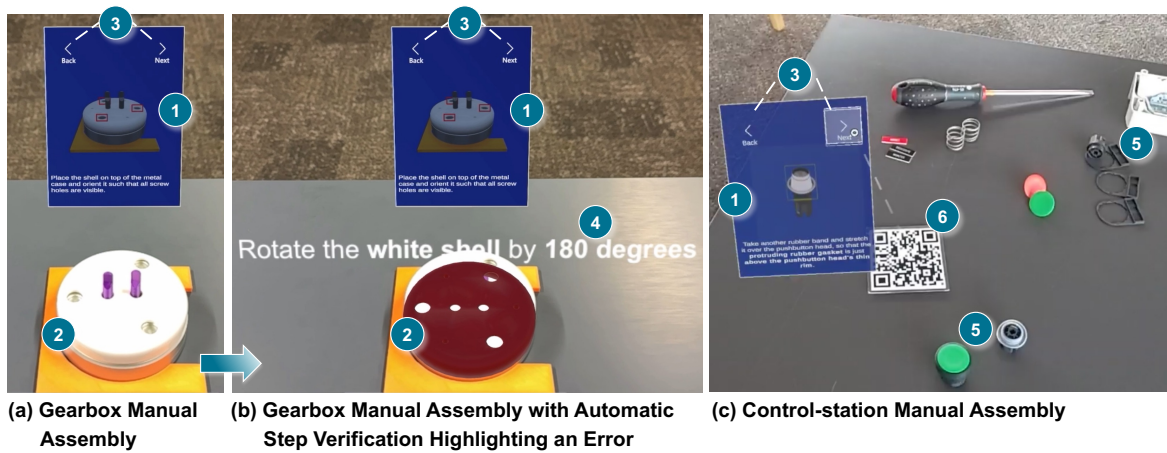 3
Back
Next
1
Place the shell on top of the metal
case and orient it such that all screw
holes are visible.
2
3
Back
Next
1
Place the shell on top of the metal
case and orient it such that all screw
holes are visible.
4
Rotate the white shell by 180 degrees
2
3
Back
Next
1
Take another rubber band and stretch
it over the pushbutton head, so that the
protruding rubber gasket is just
above the pushbutton head's thin
rim.
5
6
5
(a) Gearbox Manual
Assembly
(b) Gearbox Manual Assembly with Automatic
Step Verification Highlighting an Error
(c) Control-station Manual Assembly